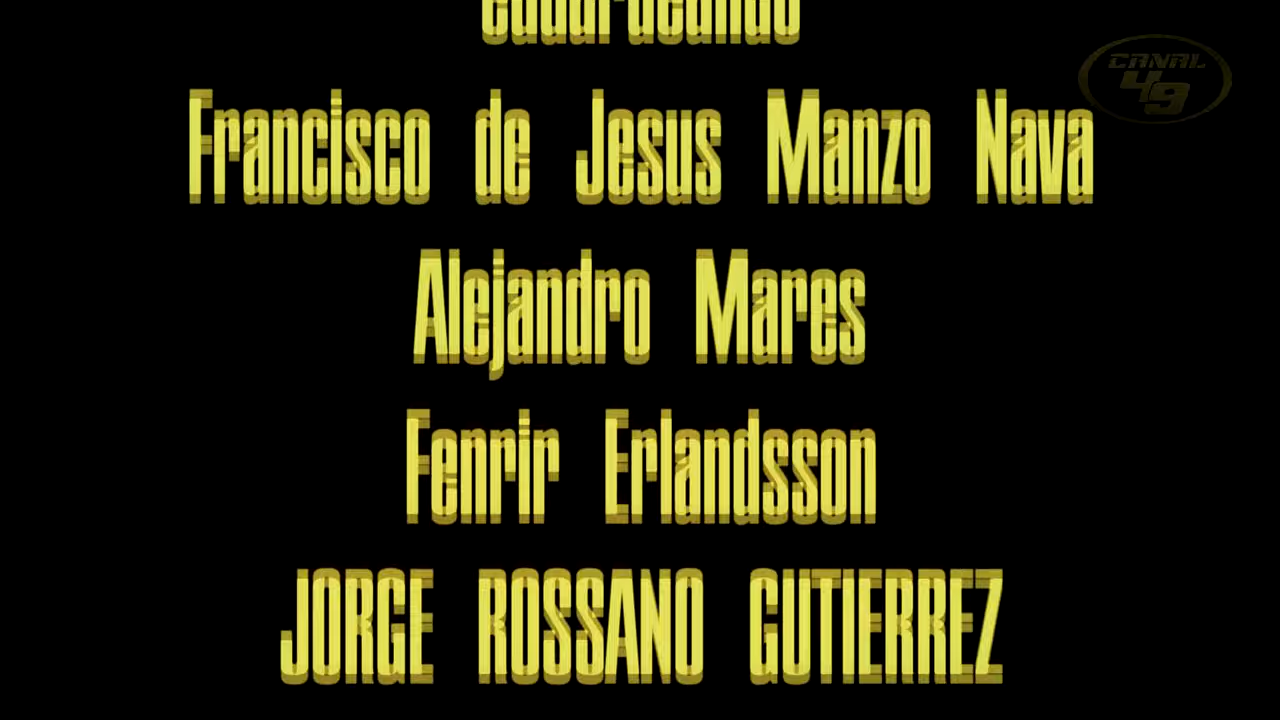 CANAL
49
Francisco de Jesus Manzo Nava
Alejandro Mares
Fenrir Erlandsson
JORGE ROSSANO GUTIERREZ